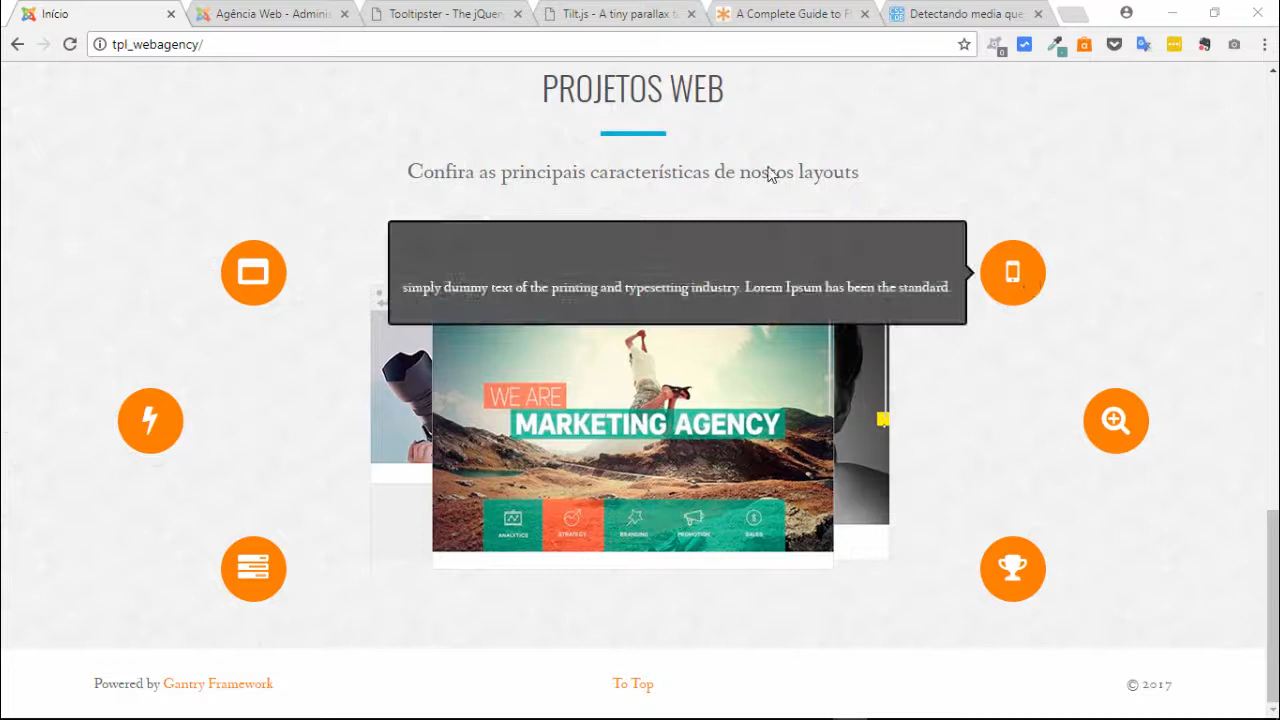 Início
Agência Web - Adminis
Tooltipster - The jQuer
Tilt.js - A tiny parallax
A Complete Guide to F
Detectando media que
tpl_webagency/
0
PROJETOS WEB
Confira as principais características de nossos layouts
simply dummy text of the printing and typesetting industry. Lorem Ipsum has been the standard.
WE ARE
MARKETING AGENCY
ANALYTICS STRATEGY BRANDING PROMOTION SALES
Powered by Gantry Framework
To Top
© 2017